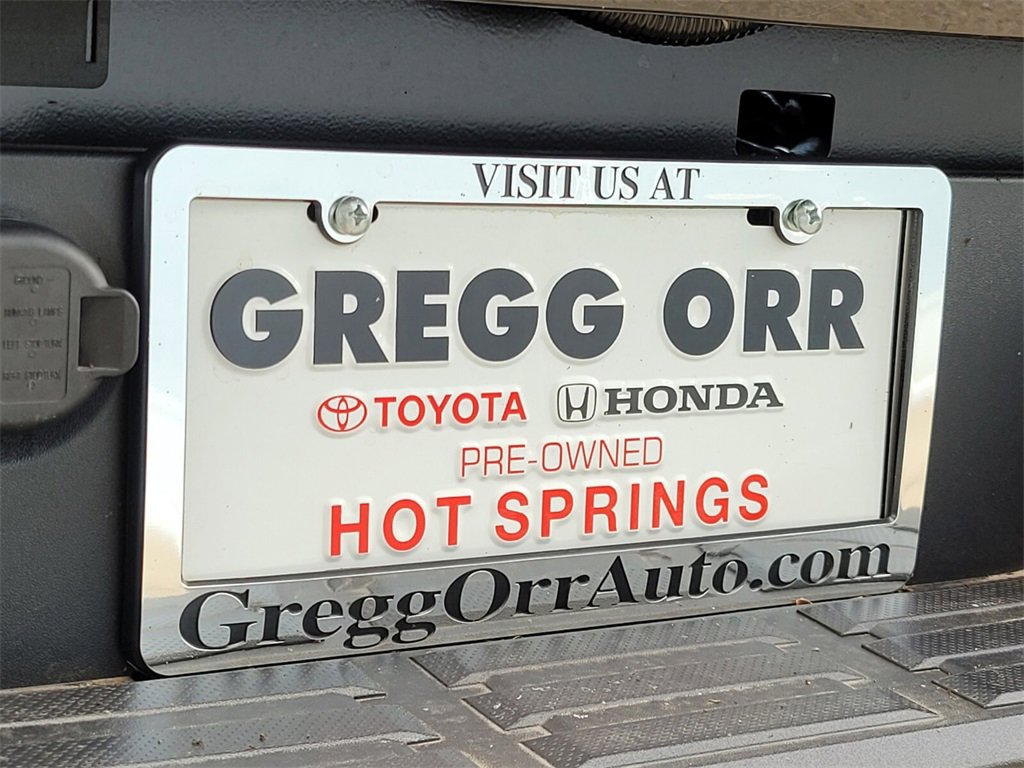 VISIT US AT
GREGG ORR
TOYOTA HONDA
PRE-OWNED
HOT SPRINGS
GreggOrrAuto.com